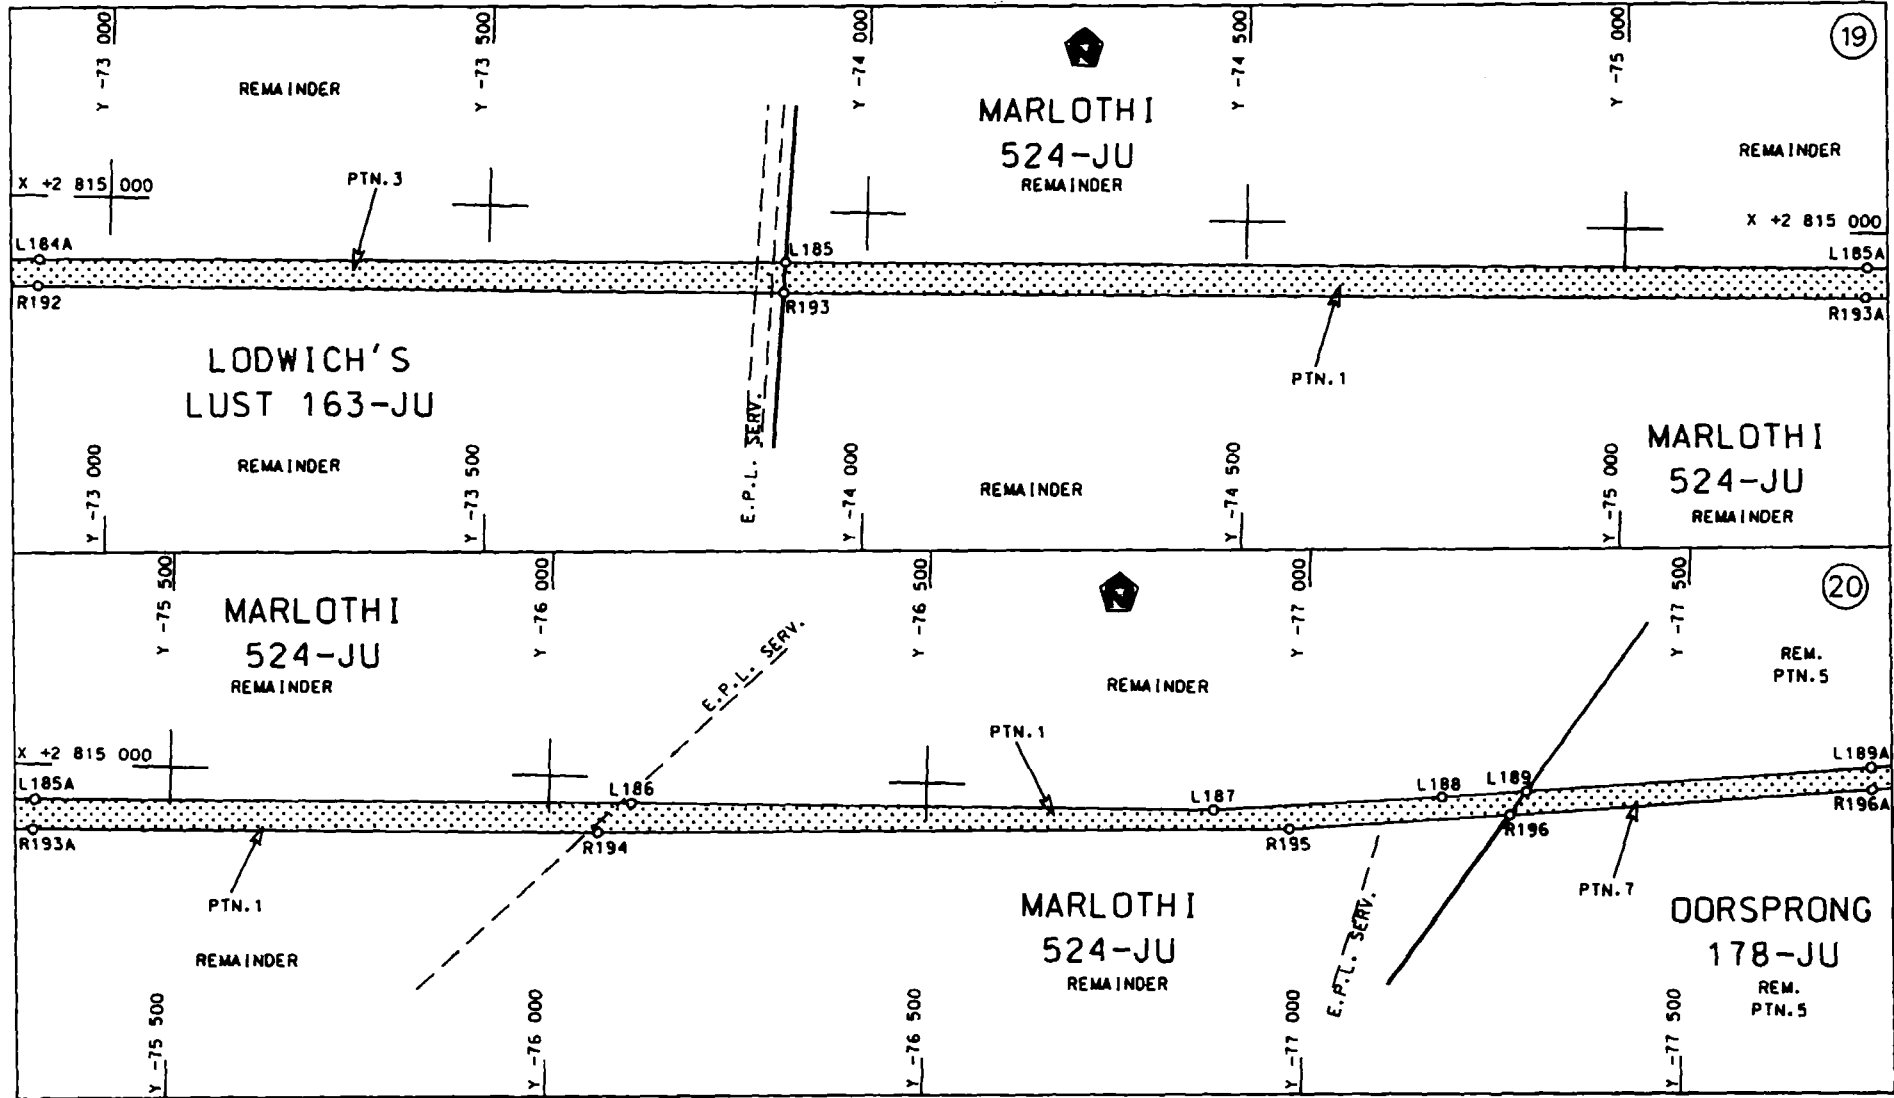 Y -73 000
Y -73 500
Y -74 000
Y -74 500
Y -75 000
19
REMAINDER
N
MARLOTHI
524-JU
REMAINDER
REMAINDER
X +2 815 000
PTN.3
X +2 815 000
L184A
L185
L185A
R192
R193
R193A
LODWICH'S
LUST 163-JU
REMAINDER
PTN.1
E.P.L. SERV.
REMAINDER
MARLOTHI
524-JU
REMAINDER
Y -73 000
Y -73 500
Y -74 000
Y -74 500
Y -75 000
Y -75 500
Y -76 000
Y -76 500
Y -77 000
Y -77 500
20
N
MARLOTHI
524-JU
REMAINDER
E.P.L. SERV.
REMAINDER
REM.
PTN.5
X +2 815 000
PTN.1
L185A
L186
L187
L188
L189
L189A
R193A
R194
R195
R196
R196A
PTN.1
REMAINDER
MARLOTHI
524-JU
REMAINDER
E.P.L. SERV.
PTN.7
OORSPRONG
178-JU
REM.
PTN.5
Y -75 500
Y -76 000
Y -76 500
Y -77 000
Y -77 500